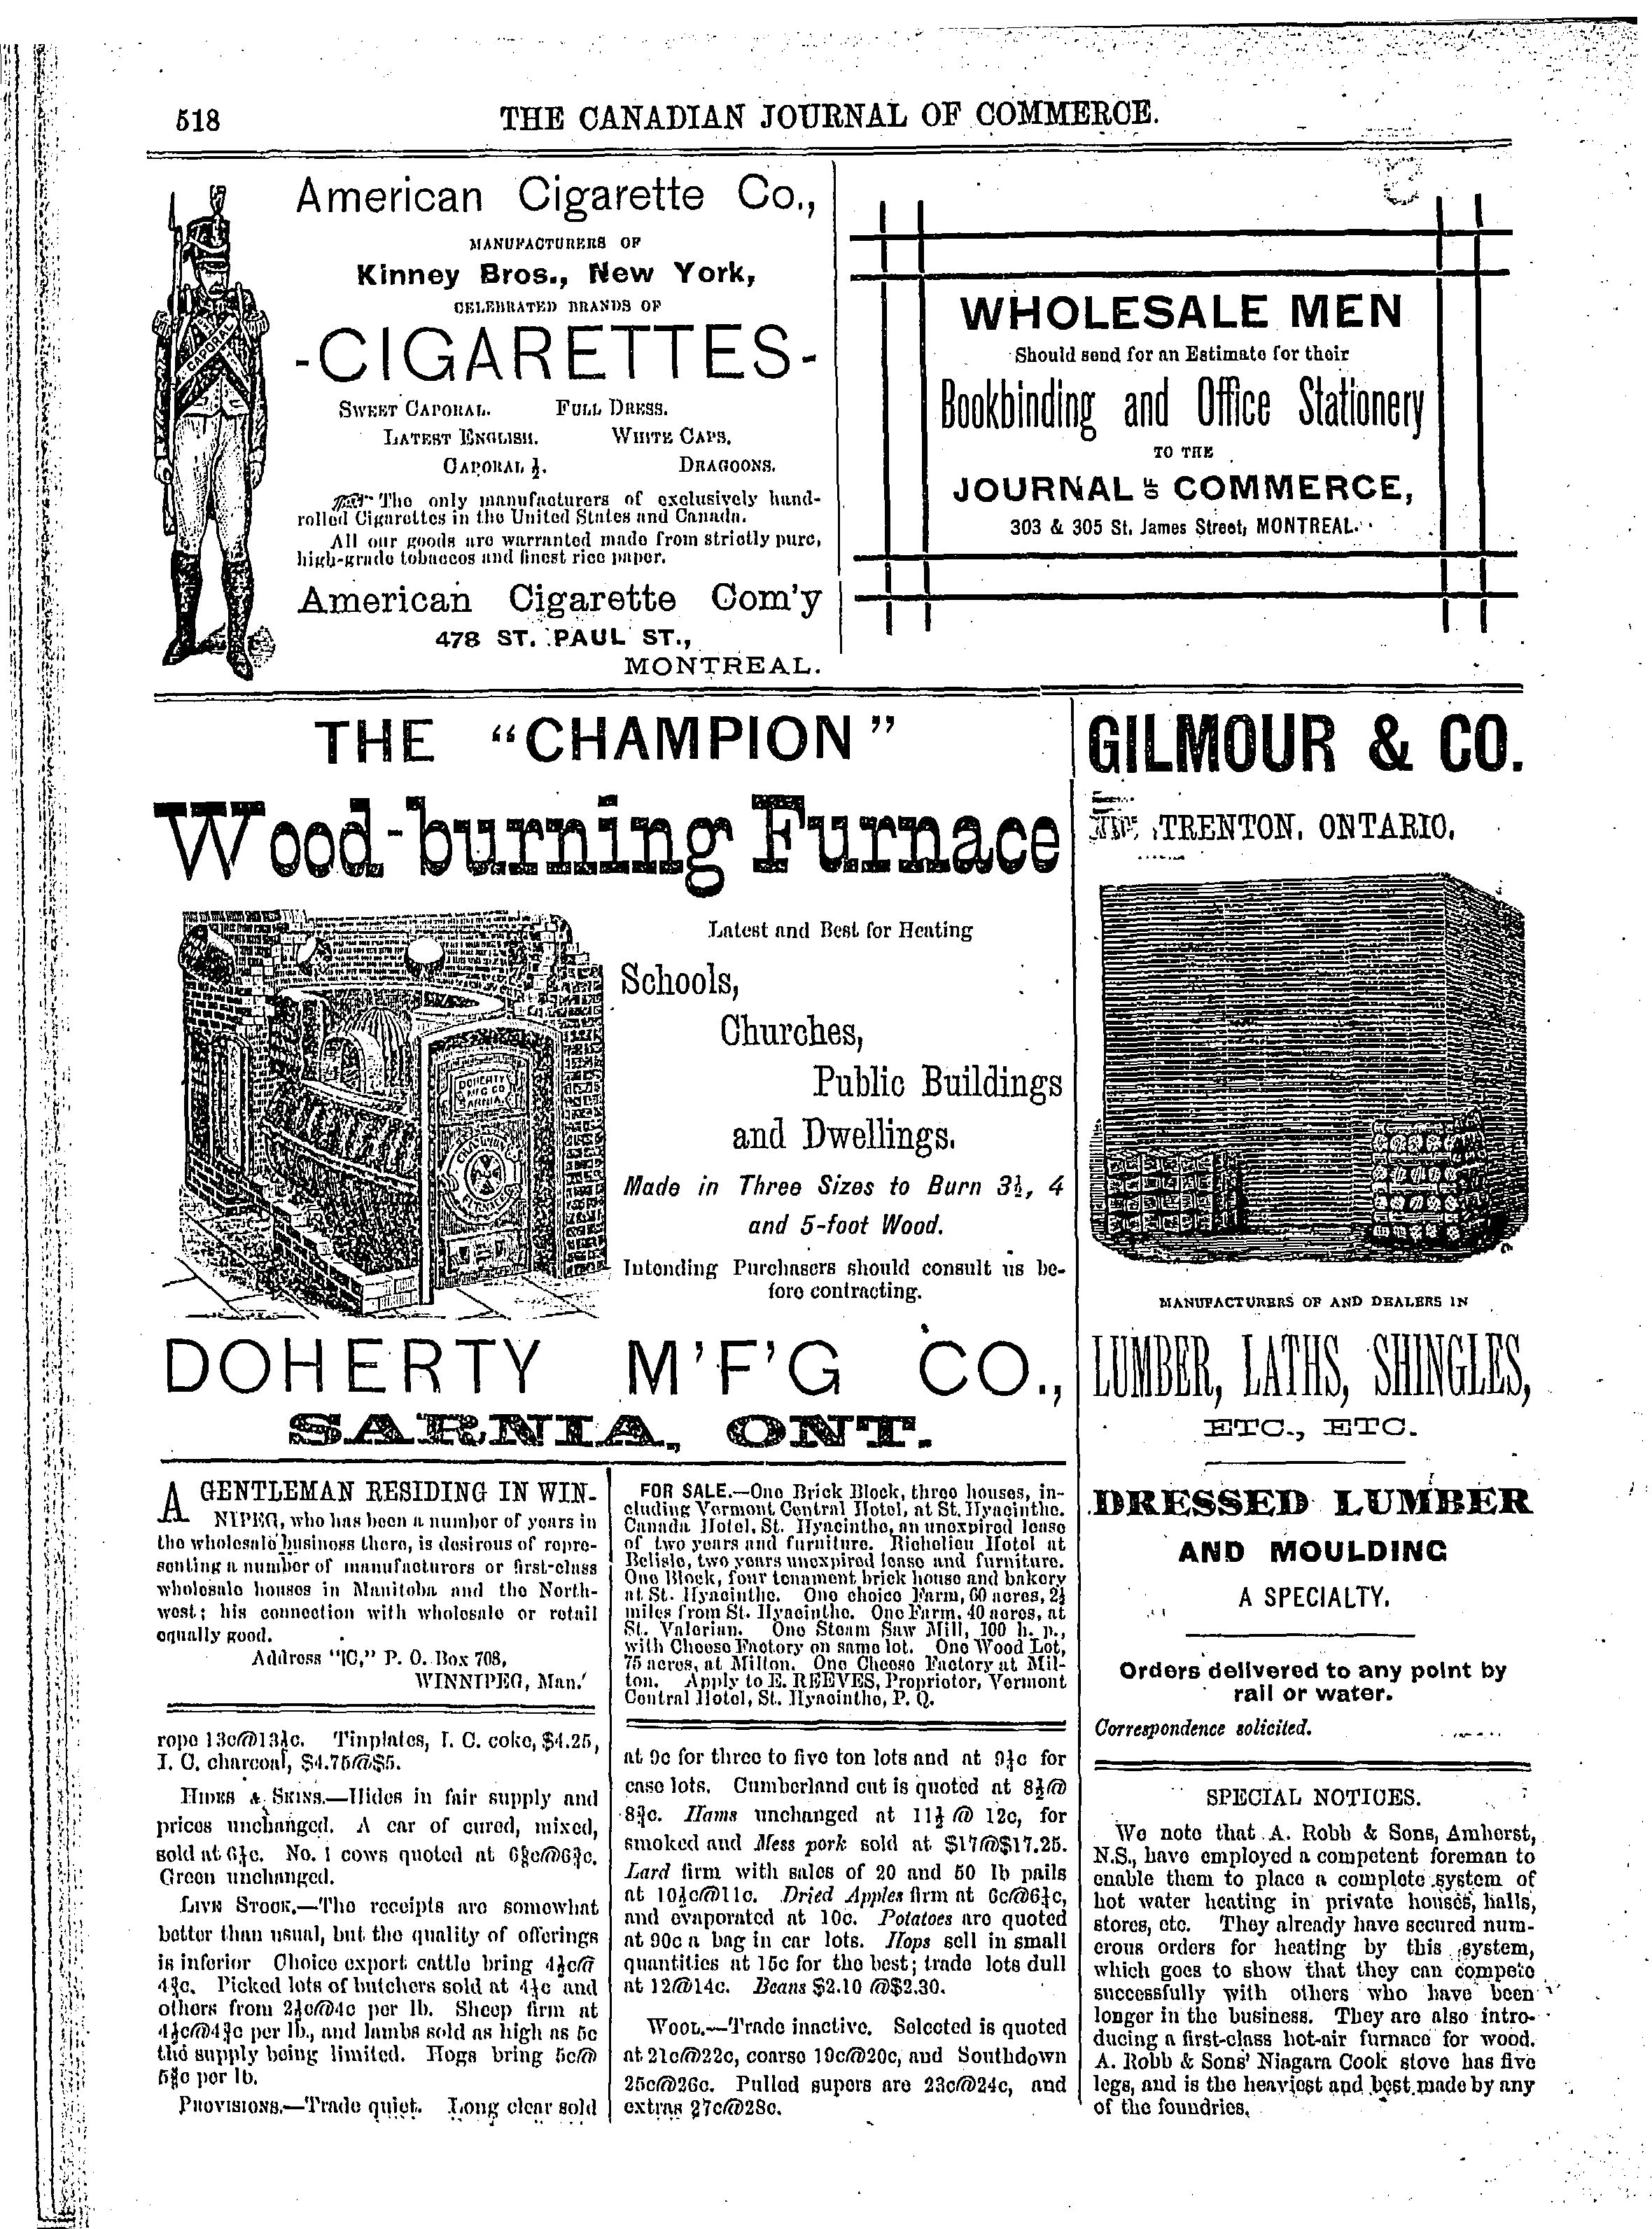 518
THE CANADIAN JOURNAL OF COMMERCE.
American Cigarette Co.,
MANUFACTURERS OF
Kinney Bros., New York,
CELEBRATED BRANDS OF
-CIGARETTES-
SWEET CAPORAL. FULL DRESS.
LATEST ENGLISH. WHITE CAPS.
CAPORAL ½. DRAGOONS.
The only manufacturers of exclusively hand-
rolled Cigarettes in the United States and Canada.
All our goods are warranted made from strictly pure,
high-grade tobaccos and finest rice paper.
American Cigarette Com'y
478 ST. PAUL ST.,
MONTREAL.
CAPORAL
WHOLESALE MEN
Should send for an Estimate for their
Bookbinding and Office Stationery
TO THE
JOURNAL OF COMMERCE,
303 & 305 St. James Street, MONTREAL.
THE "CHAMPION"
Wood-burning Furnace
Latest and Best for Heating
Schools,
Churches,
Public Buildings
and Dwellings.
Made in Three Sizes to Burn 3½, 4
and 5-foot Wood.
Intending Purchasers should consult us be-
fore contracting.
DOHERTY
MFG CO
SARNIA
DOHERTY M'F'G CO.,
SARNIA, ONT.
GILMOUR & CO.
TRENTON, ONTARIO.
MANUFACTURERS OF AND DEALERS IN
LUMBER, LATHS, SHINGLES,
ETC., ETC.
DRESSED LUMBER
AND MOULDING
A SPECIALTY.
Orders delivered to any point by
rail or water.
Correspondence solicited.
A GENTLEMAN RESIDING IN WIN-
NIPEG, who has been a number of years in
the wholesale business there, is desirous of repre-
senting a number of manufacturers or first-class
wholesale houses in Manitoba and the North-
west; his connection with wholesale or retail
equally good.
Address P. O. Box 708,
WINNIPEG, Man.
FOR SALE.—One Brick Block, three houses, in-
cluding Vermont Central Hotel, at St. Hyacinthe.
Canada Hotel, St. Hyacinthe, an unexpired lease
of two years and furniture. Richelieu Hotel at
Belisle, two years unexpired lease and furniture.
One Block, four tenament brick house and bakery
at St. Hyacinthe. One choice Farm, 60 acres, 2½
miles from St. Hyacinthe. One Farm, 40 acres, at
St. Valerian. One Steam Saw Mill, 100 h. p.,
with Cheese Factory on same lot. One Wood Lot,
75 acres, at Milton. One Cheese Factory at Mil-
ton. Apply to E. REEVES, Proprietor, Vermont
Central Hotel, St. Hyacinthe, P. Q.
rope 13c@13½c. Tinplates, I. C. coke, $4.25,
I. C. charcoal, $4.75@$5.
HIDES & SKINS.—Hides in fair supply and
prices unchanged. A car of cured, mixed,
sold at No. 1 cows quoted at
Green unchanged.
LIVE STOCK.—The receipts are somewhat
better than usual, but the quality of offerings
is inferior Choice export cattle bring
Picked lots of butchers sold at and
others from per lb. Sheep firm at
per lb., and lambs sold as high as 5c
the supply being limited. Hogs bring 5c@
per lb.
PROVISIONS.—Trade quiet. Long clear sold
at 9c for three to five ton lots and at for
case lots. Cumberland cut is quoted at 8½@
Hams unchanged at 11½ @ 12c, for
smoked and Mess pork sold at $17@$17.25.
Lard firm with sales of 20 and 50 lb pails
at 10½c@11c. Dried Apples firm at
and evaporated at 10c. Potatoes are quoted
at 90c a bag in car lots. Hops sell in small
quantities at 15c for the best; trade lots dull
at 12@14c. Beans $2.10 @$2.30.
WOOL.—Trade inactive. Selected is quoted
at 21c@22c, coarse 19c@20c, and Southdown
25c@26c. Pulled supers are 23c@24c, and
extras 27c@28c.
SPECIAL NOTICES.
We note that A. Robb & Sons, Amherst,
N.S., have employed a competent foreman to
enable them to place a complete system of
hot water heating in private houses, halls,
stores, etc. They already have secured num-
erous orders for heating by this system,
which goes to show that they can compete
successfully with others who have been
longer in the business. They are also intro-
ducing a first-class hot-air furnace for wood.
A. Robb & Sons' Niagara Cook stove has five
legs, and is the heaviest and best made by any
of the foundries.